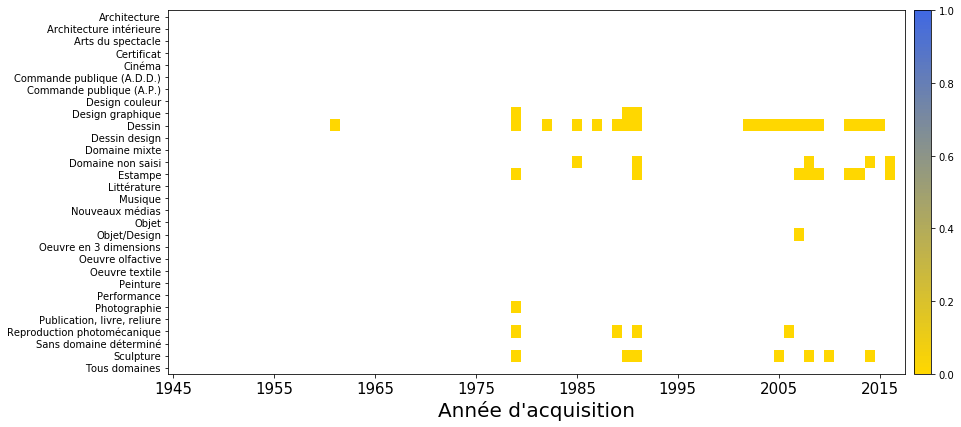 Architecture
Architecture intérieure
Arts du spectacle
Certificat
Cinéma
Commande publique (A.D.D.)
Commande publique (A.P.)
Design couleur
Design graphique
Dessin
Dessin design
Domaine mixte
Domaine non saisi
Estampe
Littérature
Musique
Nouveaux médias
Objet
Objet/Design
Oeuvre en 3 dimensions
Oeuvre olfactive
Oeuvre textile
Peinture
Performance
Photographie
Publication, livre, reliure
Reproduction photomécanique
Sans domaine déterminé
Sculpture
Tous domaines
1945 1955 1965 1975 1985 1995 2005 2015
Année d'acquisition
1.0
0.8
0.6
0.4
0.2
0.0